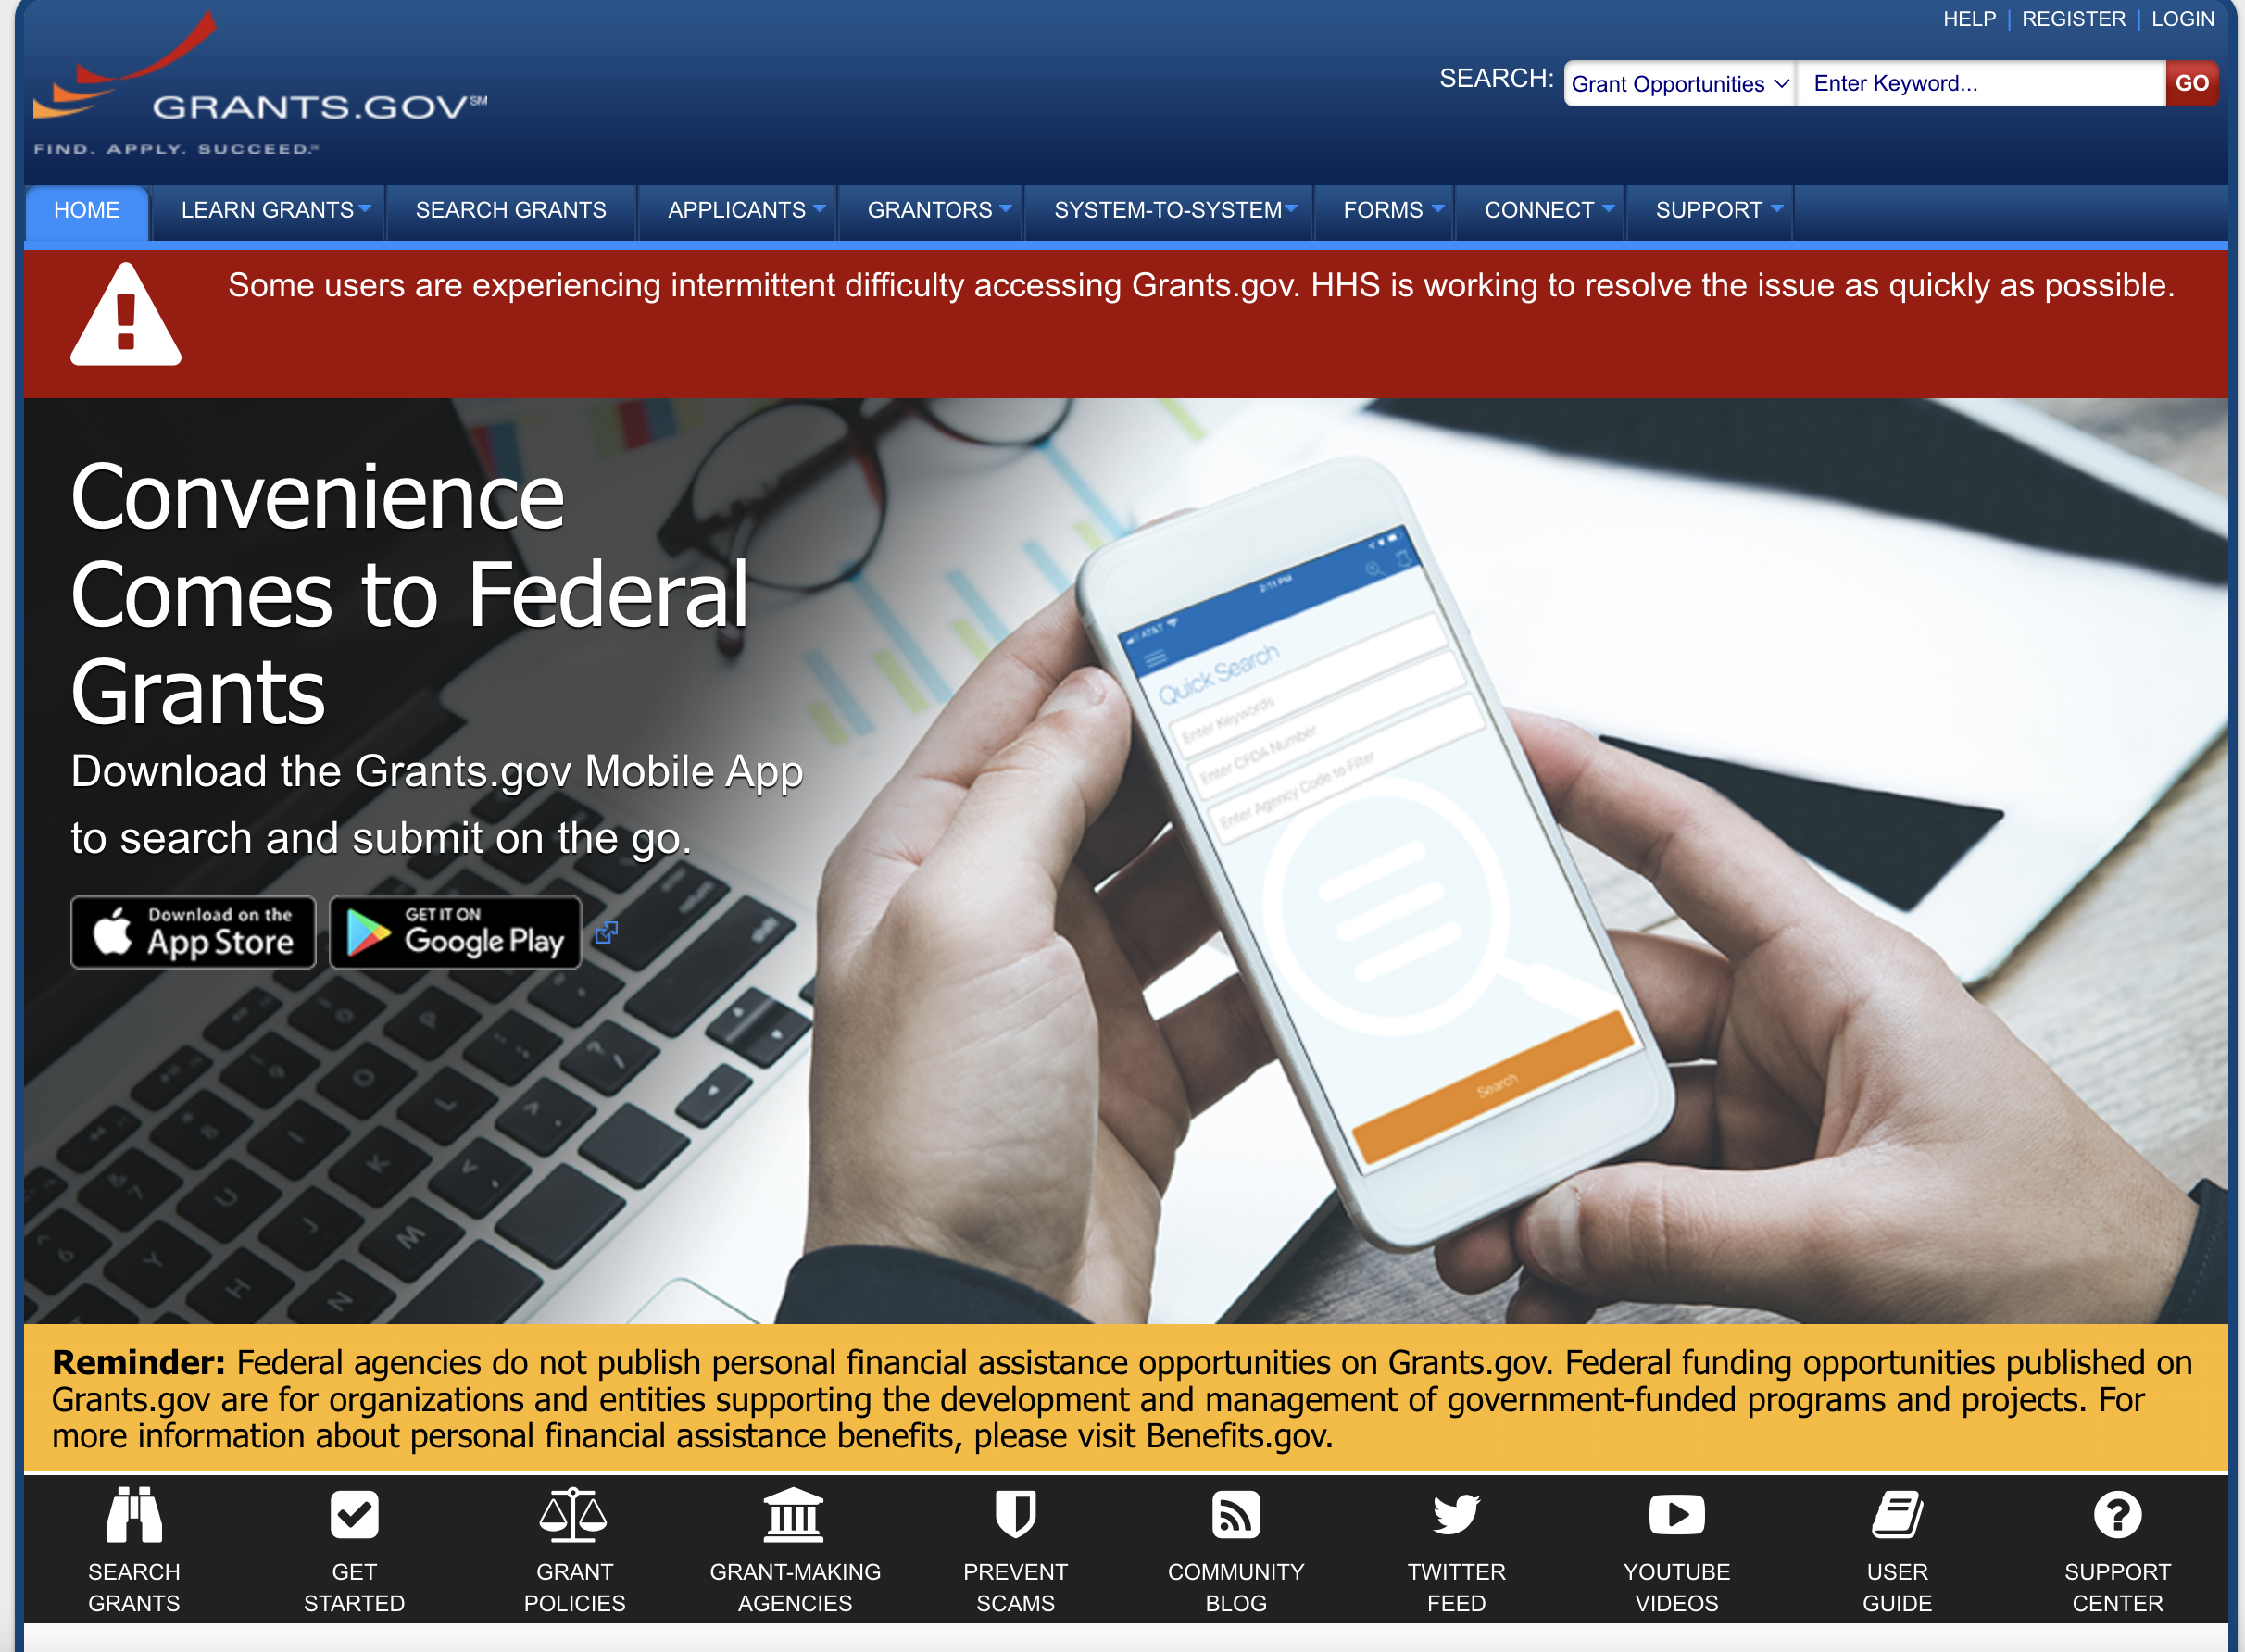 HELP | REGISTER | LOGIN
SEARCH: Grant Opportunities Enter Keyword... GO
GRANTS.GOV℠
FIND. APPLY. SUCCEED.
HOME LEARN GRANTS SEARCH GRANTS APPLICANTS GRANTORS SYSTEM-TO-SYSTEM FORMS CONNECT SUPPORT
Some users are experiencing intermittent difficulty accessing Grants.gov. HHS is working to resolve the issue as quickly as possible.
Convenience
Comes to Federal
Grants
Download the Grants.gov Mobile App
to search and submit on the go.
Download on the
App Store
GET IT ON
Google Play
AT&T 2:11 PM
Quick Search
Enter Keywords
Enter CFDA Number
Enter Agency Code to Filter
Search
Reminder: Federal agencies do not publish personal financial assistance opportunities on Grants.gov. Federal funding opportunities published on
Grants.gov are for organizations and entities supporting the development and management of government-funded programs and projects. For
more information about personal financial assistance benefits, please visit Benefits.gov.
SEARCH GRANTS
GET STARTED
GRANT POLICIES
GRANT-MAKING AGENCIES
PREVENT SCAMS
COMMUNITY BLOG
TWITTER FEED
YOUTUBE VIDEOS
USER GUIDE
SUPPORT CENTER